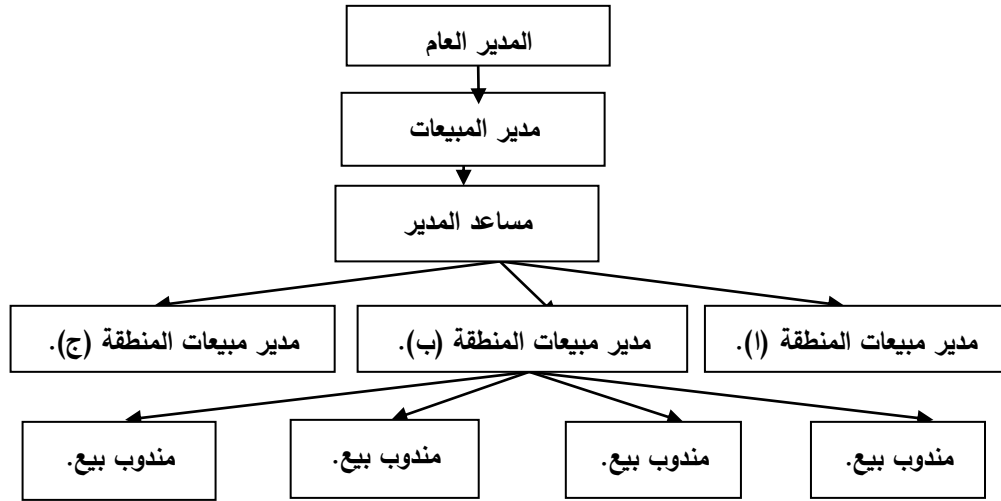 المدير العام
مدير المبيعات
مساعد المدير
مدير مبيعات المنطقة (ا).
مدير مبيعات المنطقة (ب).
مدير مبيعات المنطقة (ج).
مندوب بيع.
مندوب بيع.
مندوب بيع.
مندوب بيع.